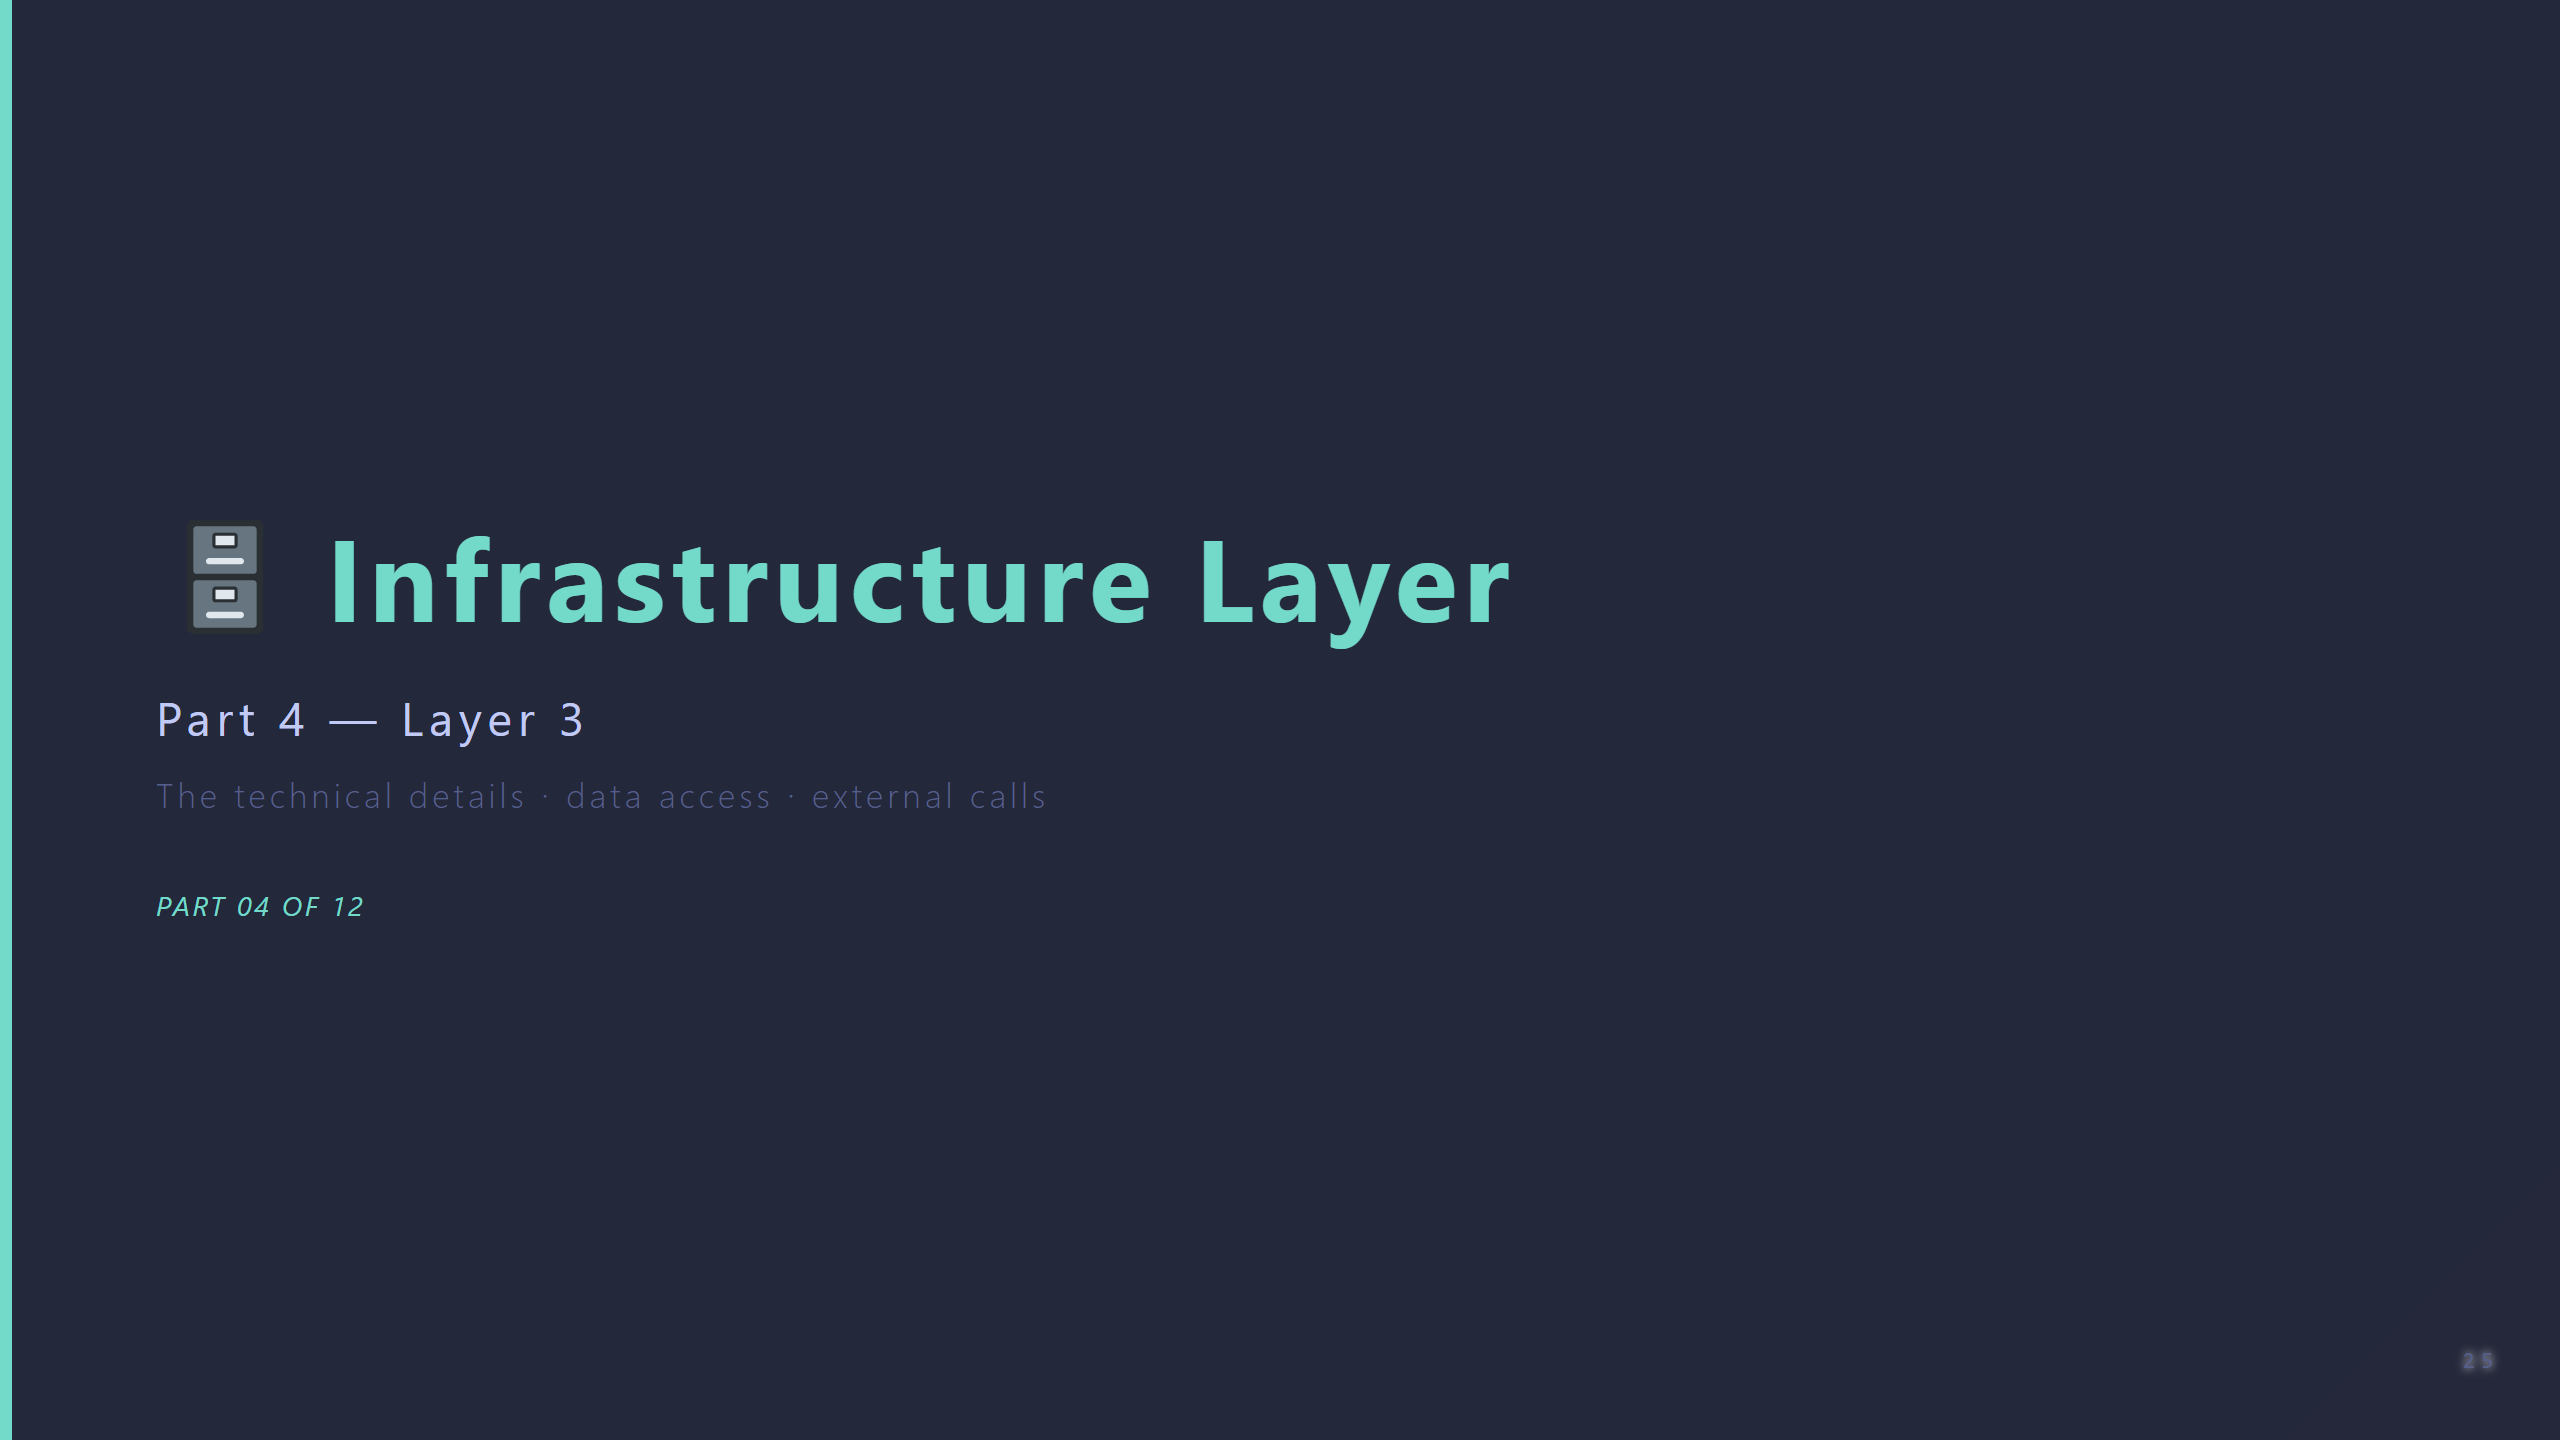 Infrastructure Layer
Part 4 — Layer 3
The technical details · data access · external calls
PART 04 OF 12
25